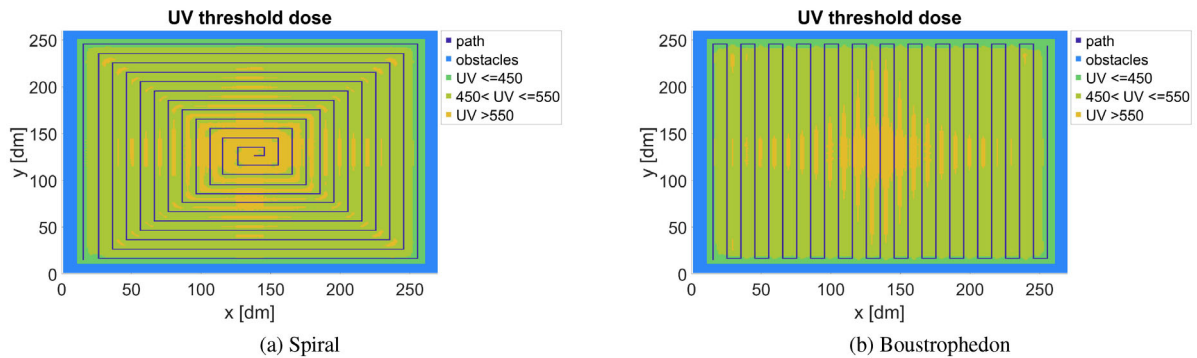 UV threshold dose
path
obstacles
UV <=450
450< UV <=550
UV >550
y [dm]
250
200
150
100
50
0
0 50 100 150 200 250
x [dm]
(a) Spiral
UV threshold dose
path
obstacles
UV <=450
450< UV <=550
UV >550
y [dm]
250
200
150
100
50
0
0 50 100 150 200 250
x [dm]
(b) Boustrophedon